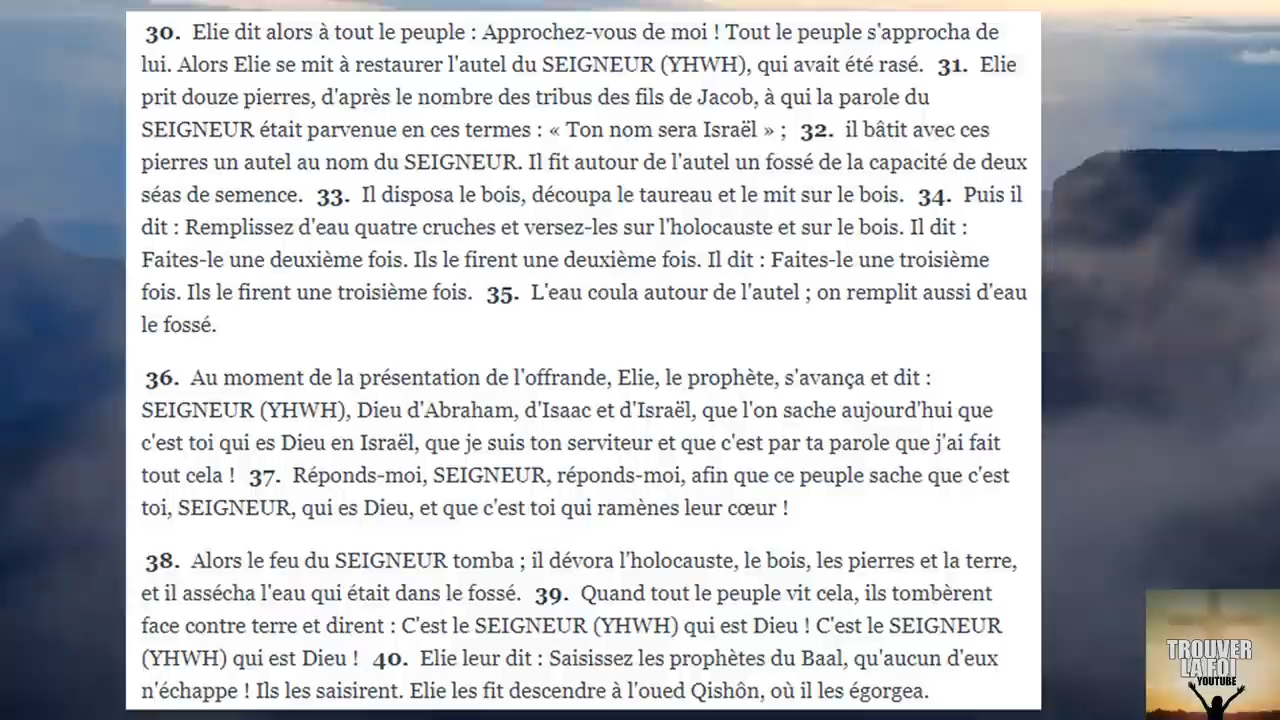 30. Elie dit alors à tout le peuple : Approchez-vous de moi ! Tout le peuple s'approcha de
lui. Alors Elie se mit à restaurer l'autel du SEIGNEUR (YHWH), qui avait été rasé. 31. Elie
prit douze pierres, d'après le nombre des tribus des fils de Jacob, à qui la parole du
SEIGNEUR était parvenue en ces termes : « Ton nom sera Israël » ; 32. il bâtit avec ces
pierres un autel au nom du SEIGNEUR. Il fit autour de l'autel un fossé de la capacité de deux
séas de semence. 33. Il disposa le bois, découpa le taureau et le mit sur le bois. 34. Puis il
dit : Remplissez d'eau quatre cruches et versez-les sur l'holocauste et sur le bois. Il dit :
Faites-le une deuxième fois. Ils le firent une deuxième fois. Il dit : Faites-le une troisième
fois. Ils le firent une troisième fois. 35. L'eau coula autour de l'autel ; on remplit aussi d'eau
le fossé.
36. Au moment de la présentation de l'offrande, Elie, le prophète, s'avança et dit :
SEIGNEUR (YHWH), Dieu d'Abraham, d'Isaac et d'Israël, que l'on sache aujourd'hui que
c'est toi qui es Dieu en Israël, que je suis ton serviteur et que c'est par ta parole que j'ai fait
tout cela ! 37. Réponds-moi, SEIGNEUR, réponds-moi, afin que ce peuple sache que c'est
toi, SEIGNEUR, qui es Dieu, et que c'est toi qui ramènes leur cœur !
38. Alors le feu du SEIGNEUR tomba ; il dévora l'holocauste, le bois, les pierres et la terre,
et il assécha l'eau qui était dans le fossé. 39. Quand tout le peuple vit cela, ils tombèrent
face contre terre et dirent : C'est le SEIGNEUR (YHWH) qui est Dieu ! C'est le SEIGNEUR
(YHWH) qui est Dieu ! 40. Elie leur dit : Saisissez les prophètes du Baal, qu'aucun d'eux
n'échappe ! Ils les saisirent. Elie les fit descendre à l'oued Qishôn, où il les égorgea.
TROUVER
LA FOI
YOUTUBE